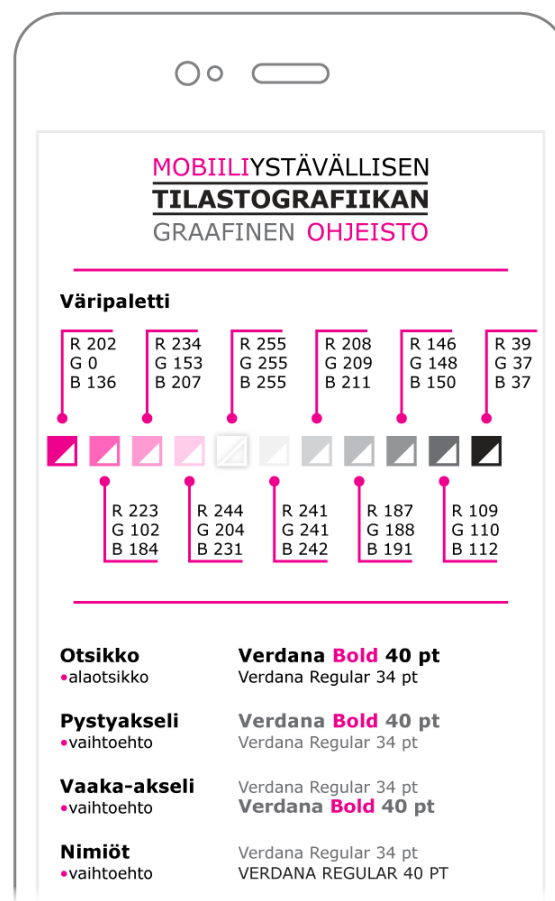 MOBIILIYSTÄVÄLLISEN
TILASTOGRAFIIKAN
GRAAFINEN OHJEISTO
Väripaletti
R 202
G 0
B 136
R 234
G 153
B 207
R 255
G 255
B 255
R 208
G 209
B 211
R 146
G 148
B 150
R 39
G 37
B 37
R 223
G 102
B 184
R 244
G 204
B 231
R 241
G 241
B 242
R 187
G 188
B 191
R 109
G 110
B 112
Otsikko Verdana Bold 40 pt
•alaotsikko Verdana Regular 34 pt
Pystyakseli Verdana Bold 40 pt
•vaihtoehto Verdana Regular 34 pt
Vaaka-akseli Verdana Regular 34 pt
•vaihtoehto Verdana Bold 40 pt
Nimiöt Verdana Regular 34 pt
•vaihtoehto VERDANA REGULAR 40 PT